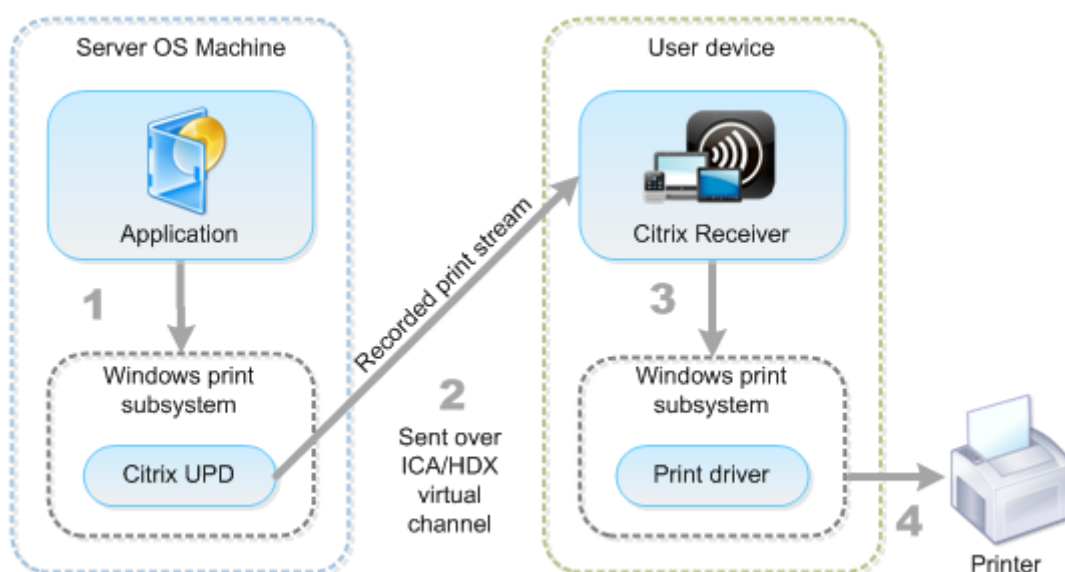 Server OS Machine
Application
1
Windows print
subsystem
Citrix UPD
Recorded print stream
2
Sent over
ICA/HDX
virtual
channel
User device
Citrix Receiver
3
Windows print
subsystem
Print driver
4
Printer